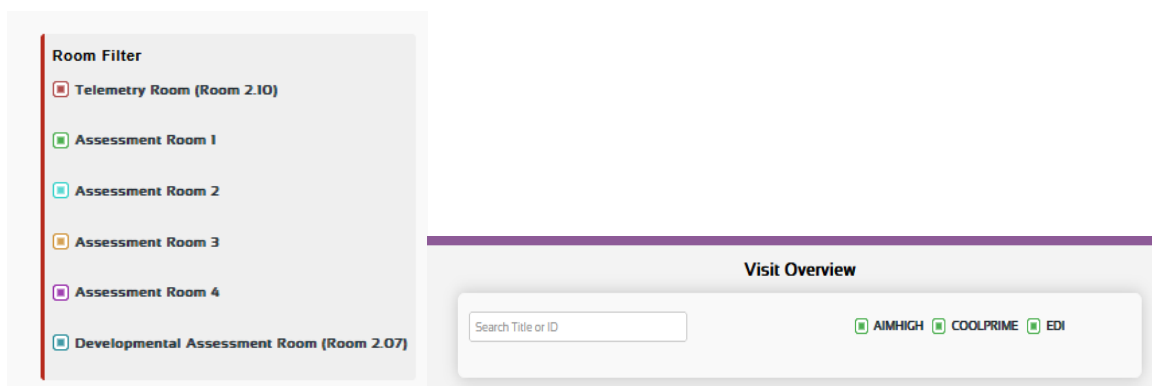 Room Filter
Telemetry Room (Room 2.10)
Assessment Room 1
Assessment Room 2
Assessment Room 3
Assessment Room 4
Developmental Assessment Room (Room 2.07)
Visit Overview
Search Title or ID
AIMHIGH COOLPRIME EDI